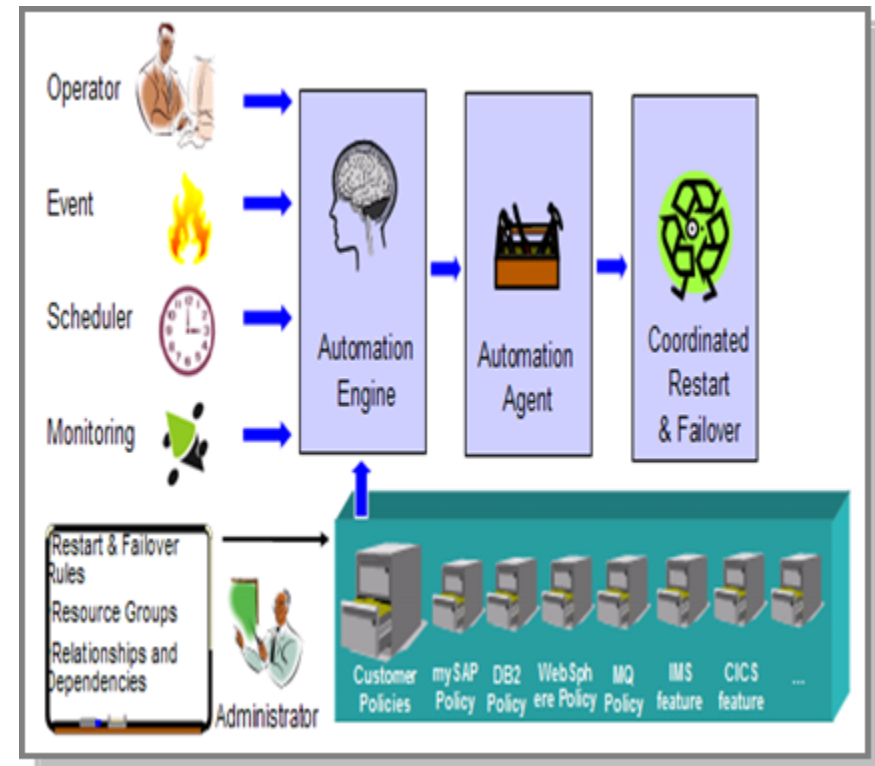 Operator
Event
Scheduler
Monitoring
Automation
Engine
Automation
Agent
Coordinated
Restart
& Failover
Restart & Failover
Rules
Resource Groups
Relationships and
Dependencies
Administrator
Customer
Policies
mySAP
Policy
DB2
Policy
WebSph
ere Policy
MQ
Policy
IMS
feature
CICS
feature
...